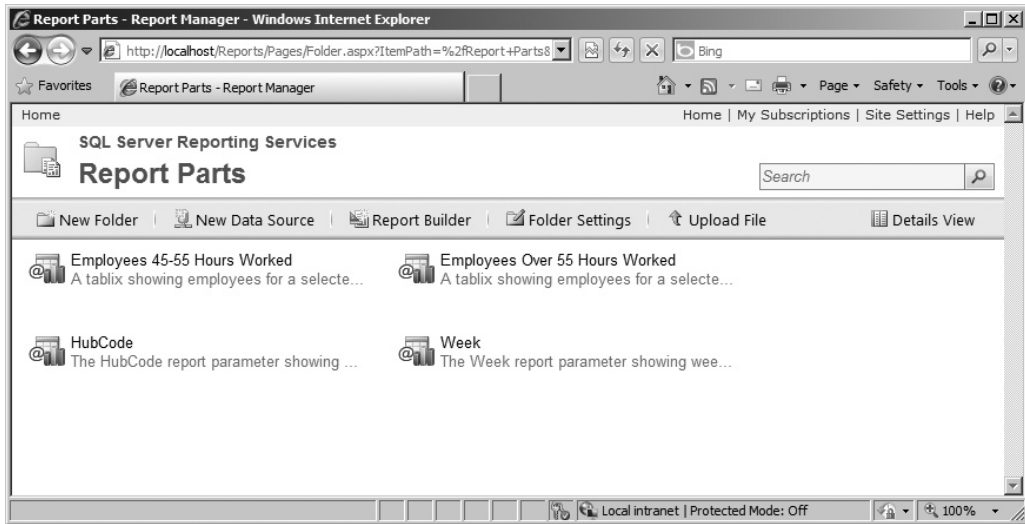 Report Parts - Report Manager - Windows Internet Explorer
http://localhost/Reports/Pages/Folder.aspx?ItemPath=%2fReport+Parts&
Bing
Favorites
Report Parts - Report Manager
Page
Safety
Tools
Home
Home | My Subscriptions | Site Settings | Help
SQL Server Reporting Services
Report Parts
Search
New Folder | New Data Source | Report Builder | Folder Settings | Upload File
Details View
Employees 45-55 Hours Worked
A tablix showing employees for a selecte...
Employees Over 55 Hours Worked
A tablix showing employees for a selecte...
HubCode
The HubCode report parameter showing ...
Week
The Week report parameter showing wee...
Local intranet | Protected Mode: Off
100%